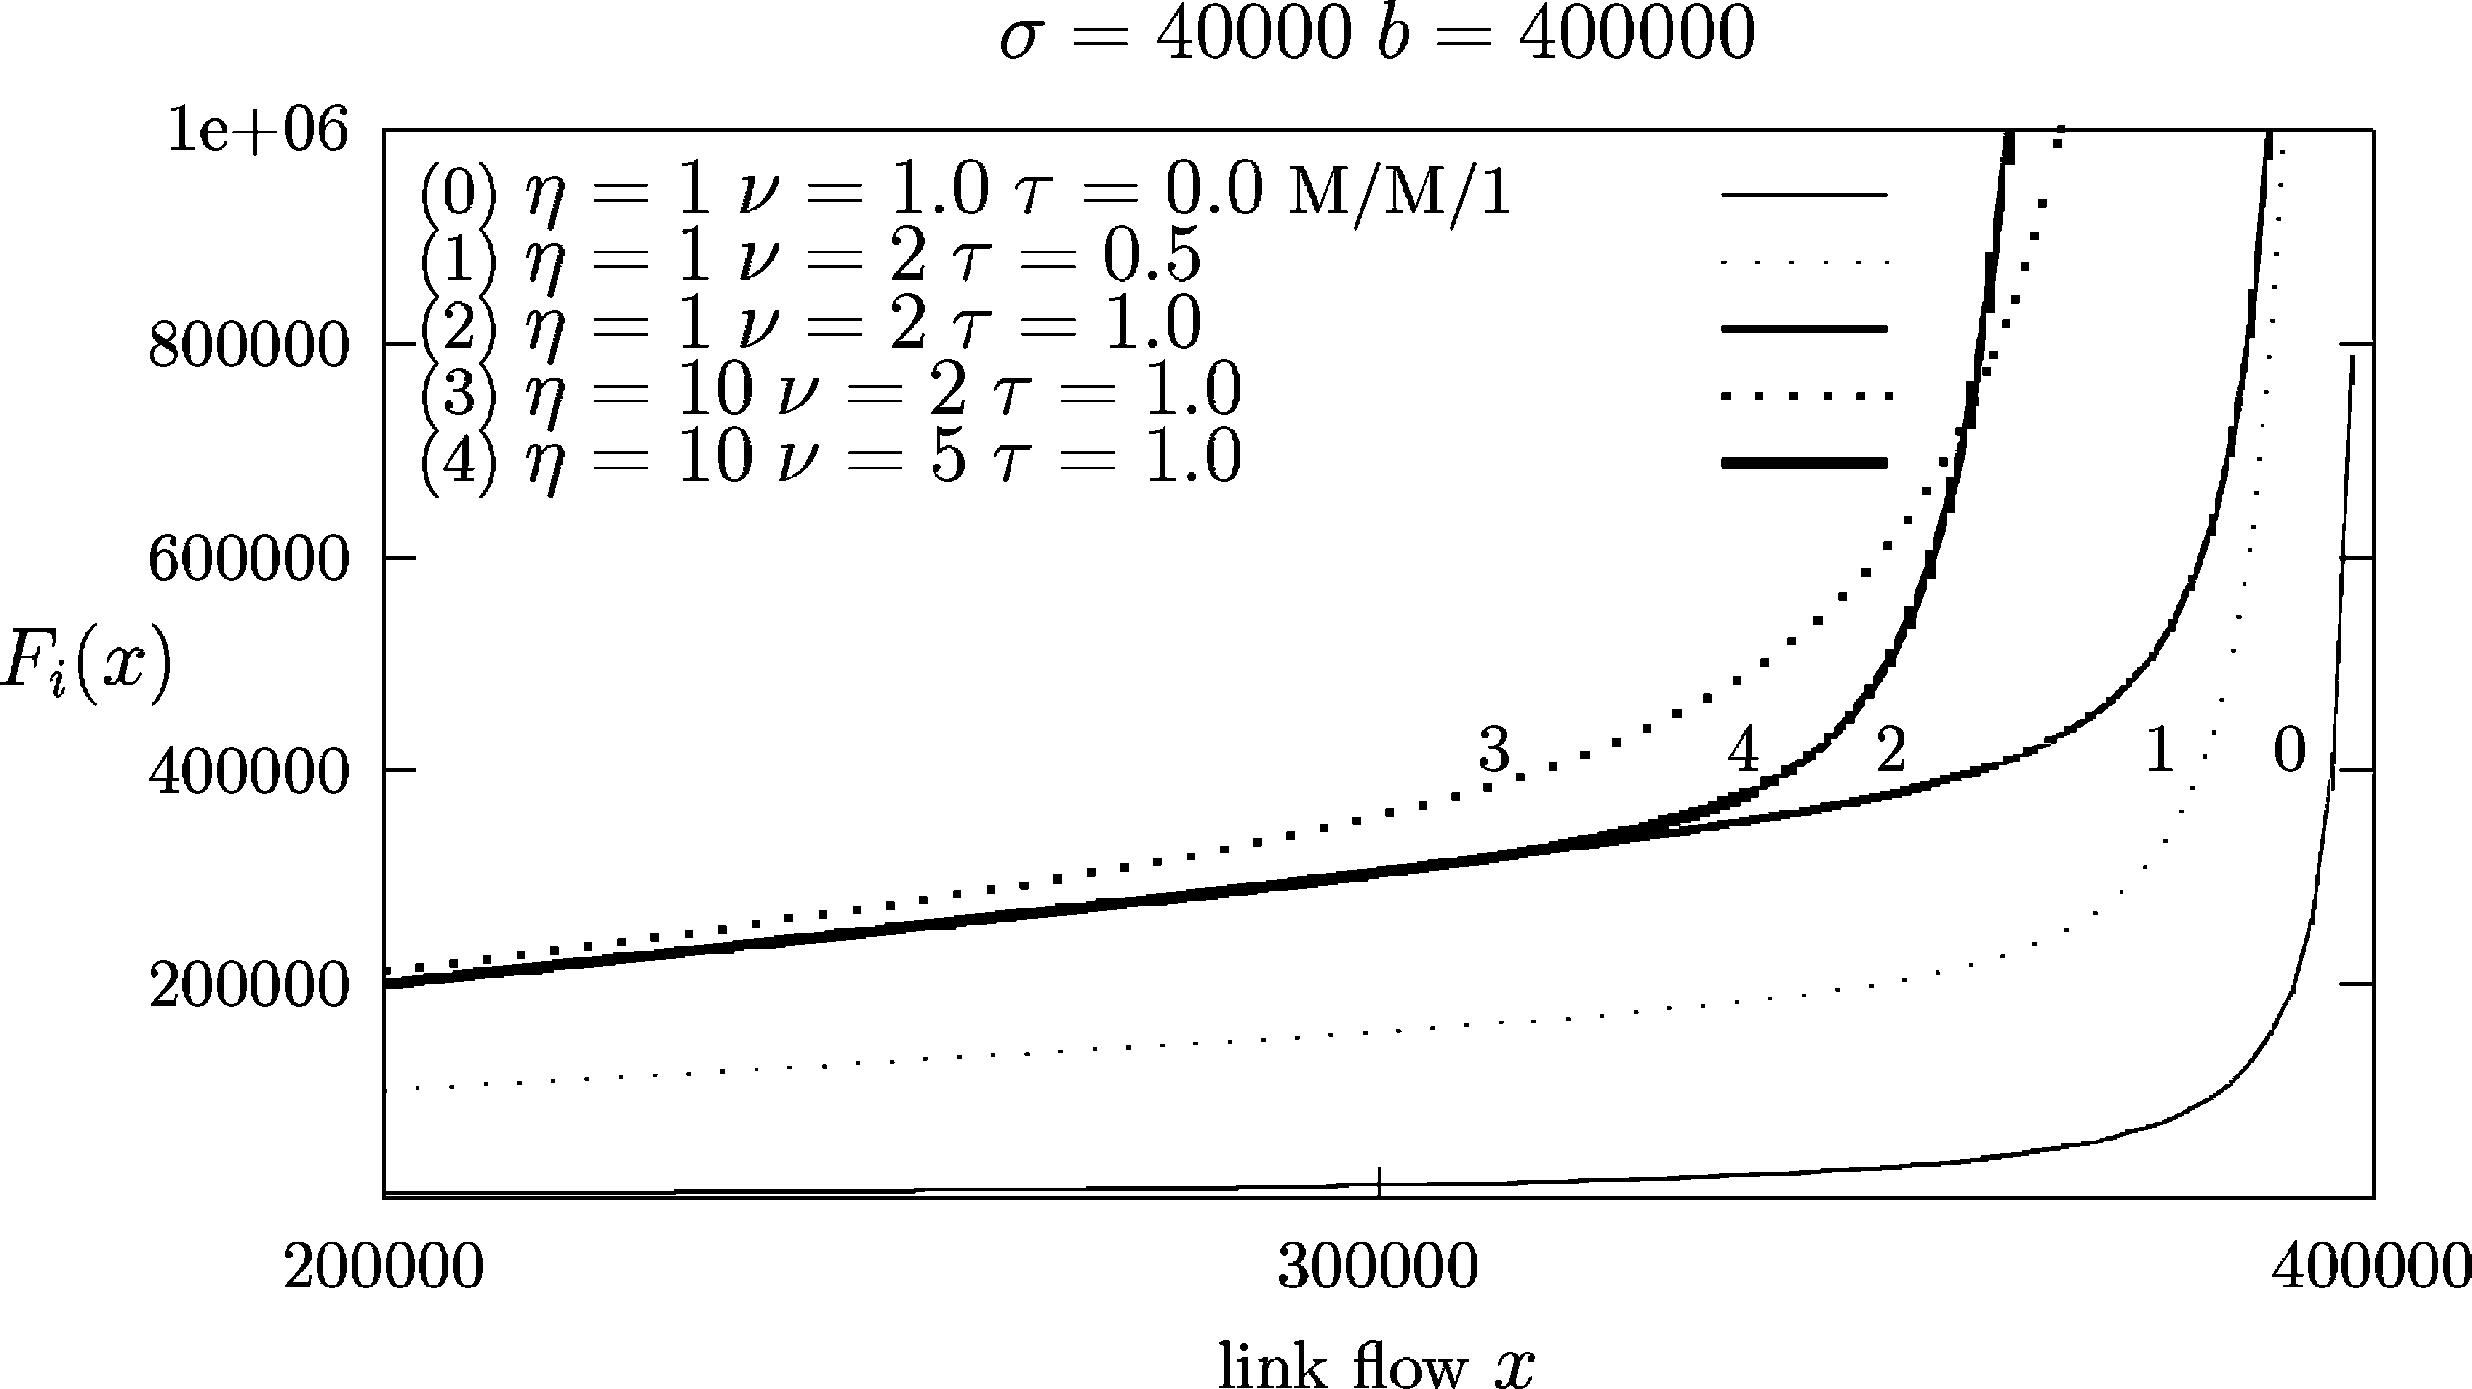 σ = 40000 b = 400000
1e+06
(0) η = 1 ν = 1.0 τ = 0.0 M/M/1
(1) η = 1 ν = 2 τ = 0.5
(2) η = 1 ν = 2 τ = 1.0
800000
(3) η = 10 ν = 2 τ = 1.0
(4) η = 10 ν = 5 τ = 1.0
600000
F_i(x)
3 4 2 1 0
400000
200000
200000 300000 400000
link flow x